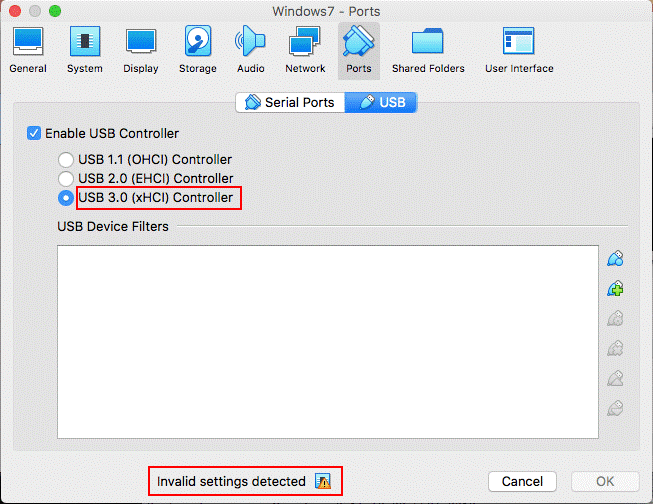 Windows7 - Ports
General System Display Storage Audio Network Ports Shared Folders User Interface
Serial Ports USB
Enable USB Controller
USB 1.1 (OHCI) Controller
USB 2.0 (EHCI) Controller
USB 3.0 (xHCI) Controller
USB Device Filters
Invalid settings detected Cancel OK